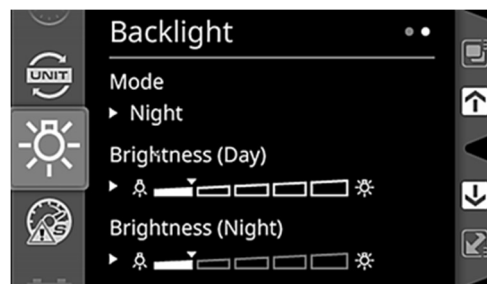 Backlight
UNIT
Mode
Night
Brightness (Day)
Brightness (Night)
S